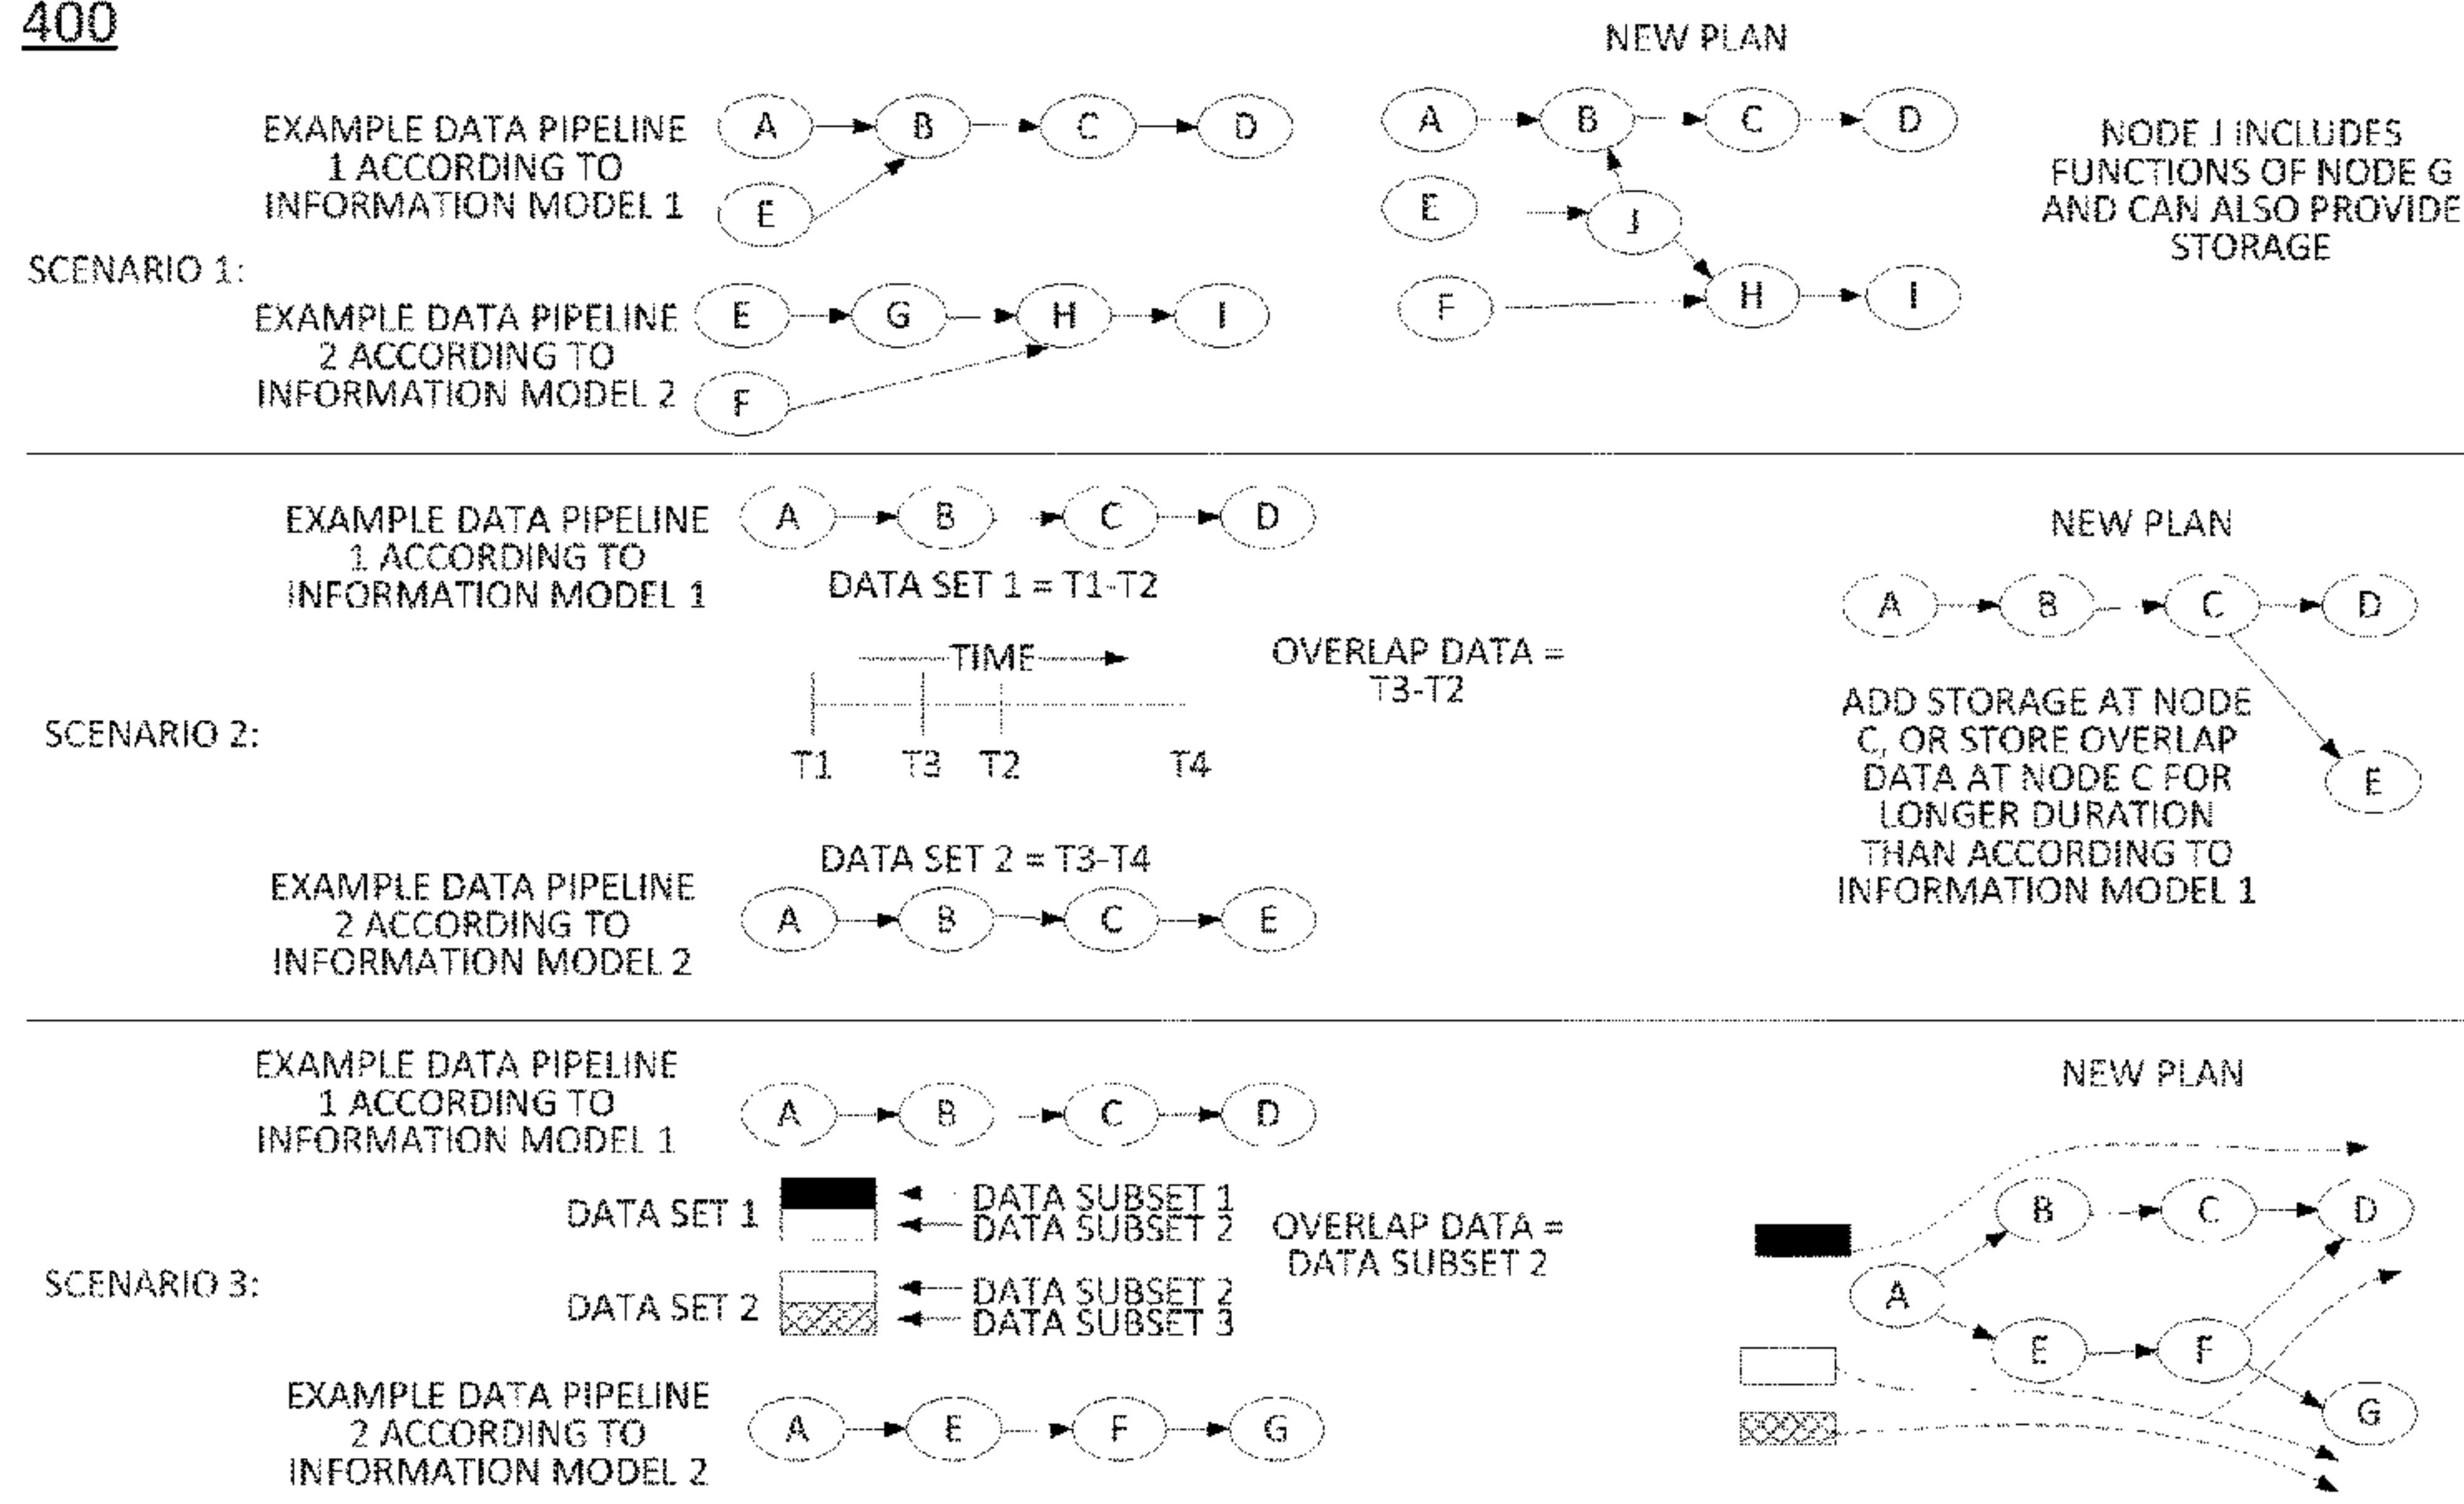 400
NEW PLAN
EXAMPLE DATA PIPELINE
1 ACCORDING TO
INFORMATION MODEL 1
A
B
C
D
E
A
B
C
D
E
J
F
H
I
NODE J INCLUDES
FUNCTIONS OF NODE G
AND CAN ALSO PROVIDE
STORAGE
SCENARIO 1:
EXAMPLE DATA PIPELINE
2 ACCORDING TO
INFORMATION MODEL 2
E
G
H
I
F
EXAMPLE DATA PIPELINE
1 ACCORDING TO
INFORMATION MODEL 1
A
B
C
D
DATA SET 1 = T1-T2
TIME
T1
T3
T2
T4
OVERLAP DATA =
T3-T2
SCENARIO 2:
DATA SET 2 = T3-T4
EXAMPLE DATA PIPELINE
2 ACCORDING TO
INFORMATION MODEL 2
A
B
C
E
NEW PLAN
A
B
C
D
E
ADD STORAGE AT NODE
C, OR STORE OVERLAP
DATA AT NODE C FOR
LONGER DURATION
THAN ACCORDING TO
INFORMATION MODEL 1
EXAMPLE DATA PIPELINE
1 ACCORDING TO
INFORMATION MODEL 1
A
B
C
D
DATA SET 1
DATA SUBSET 1
DATA SUBSET 2
OVERLAP DATA =
DATA SUBSET 2
SCENARIO 3:
DATA SET 2
DATA SUBSET 2
DATA SUBSET 3
EXAMPLE DATA PIPELINE
2 ACCORDING TO
INFORMATION MODEL 2
A
E
F
G
NEW PLAN
B
C
D
A
E
F
G